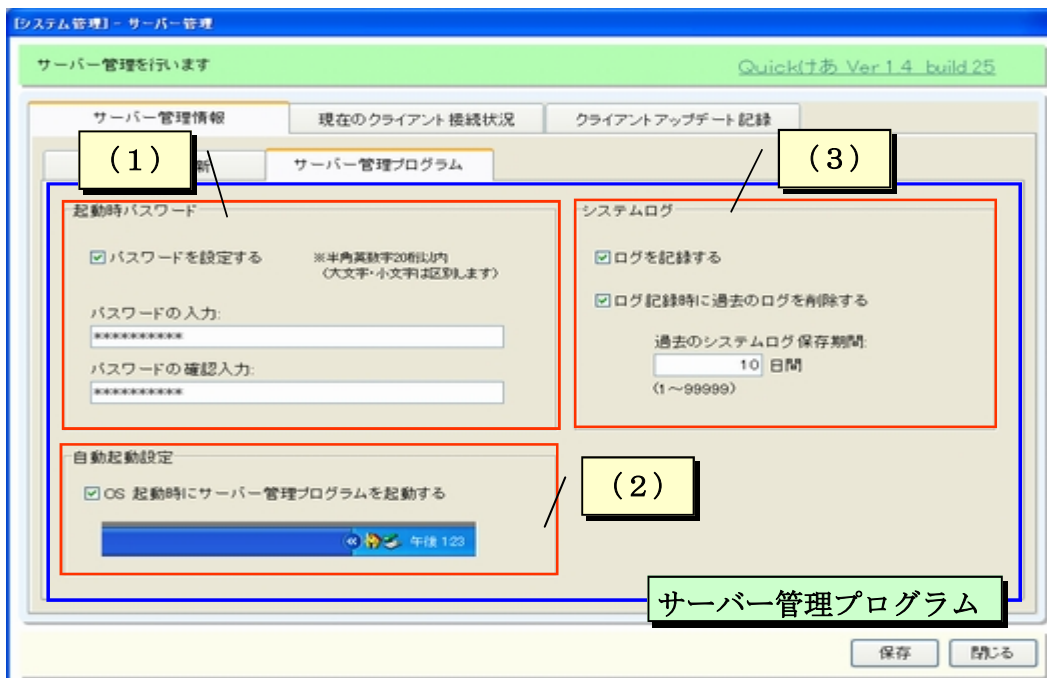 [システム管理] - サーバー管理
サーバー管理を行います
Quickけあ Ver 1.4 build 25
サーバー管理情報
現在のクライアント接続状況
クライアントアップデート記録
(1)
新
サーバー管理プログラム
(3)
起動時パスワード
パスワードを設定する
※半角英数字20桁以内
(大文字・小文字は区別します)
パスワードの入力:
**********
パスワードの確認入力:
**********
システムログ
ログを記録する
ログ記録時に過去のログを削除する
過去のシステムログ保存期間:
10 日間
(1~99999)
自動起動設定
OS 起動時にサーバー管理プログラムを起動する
午後 1:23
(2)
サーバー管理プログラム
保存
閉じる